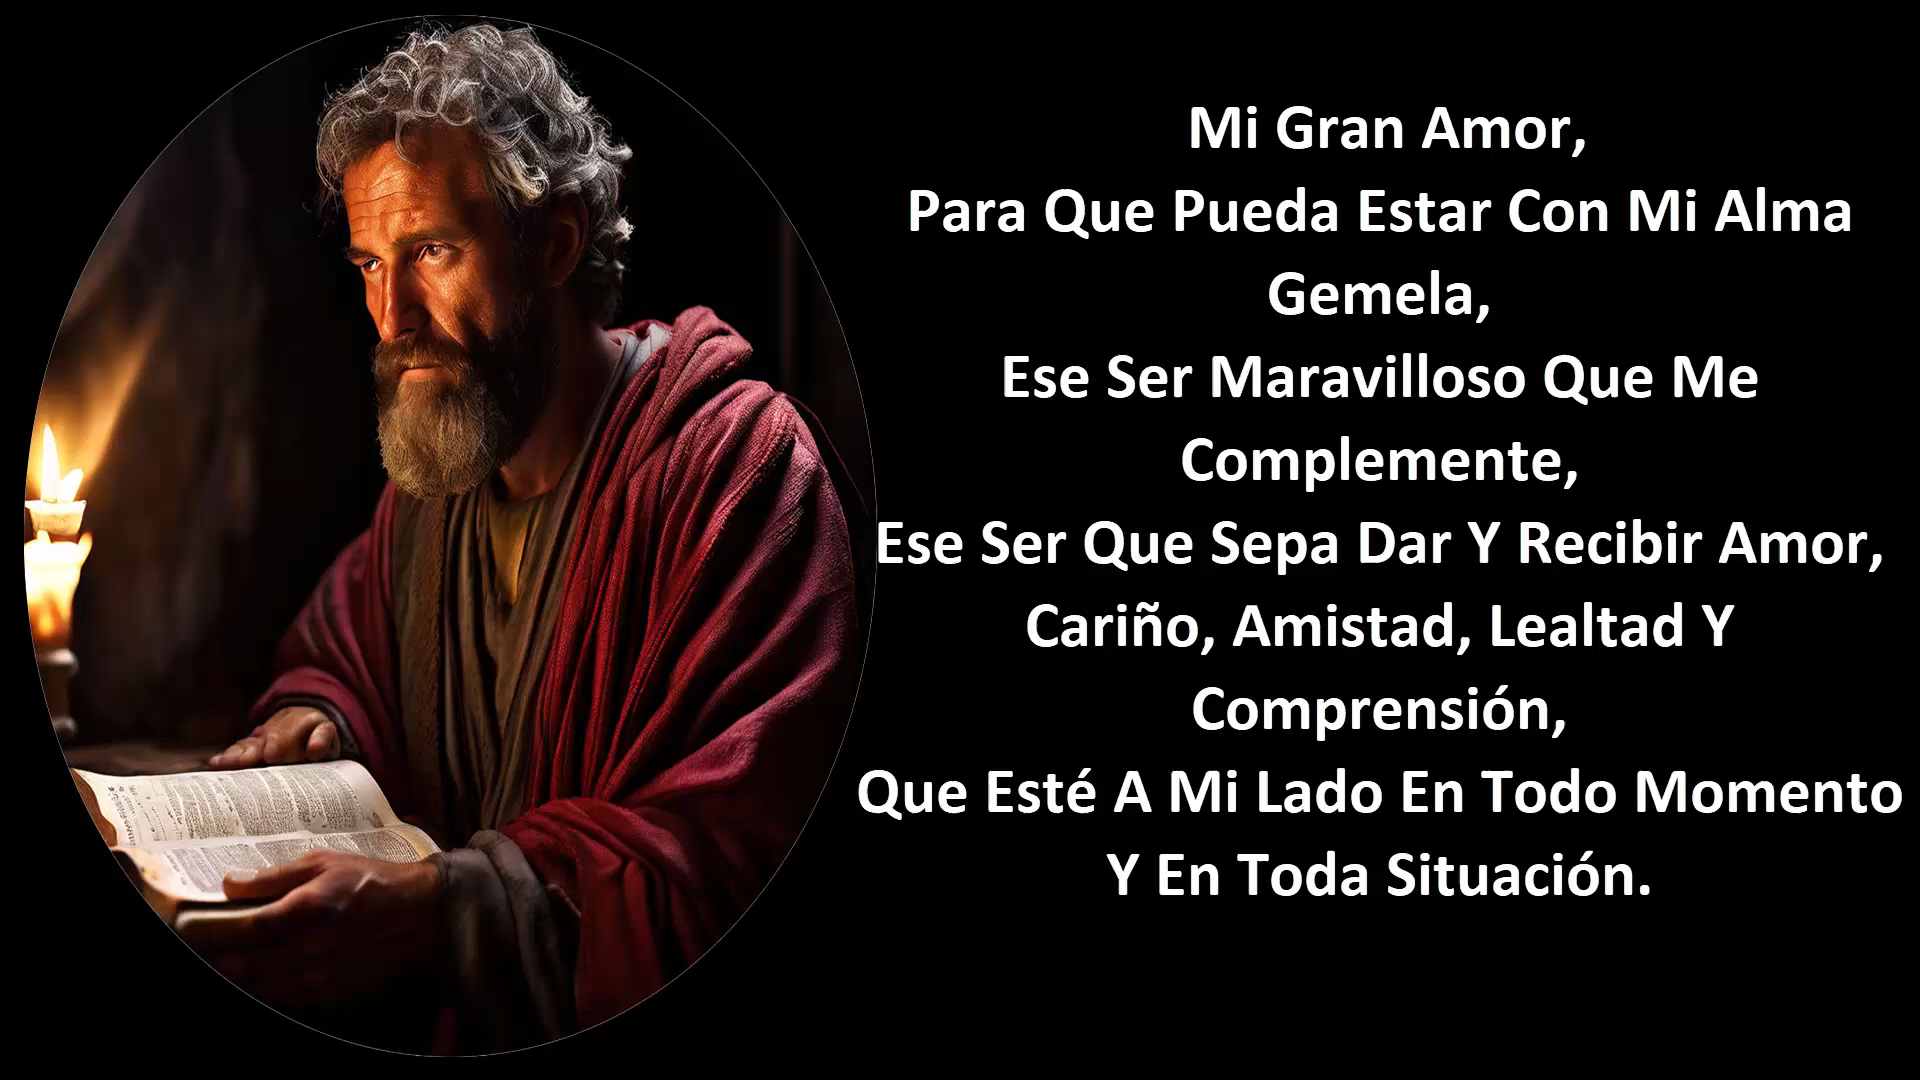 Mi Gran Amor,
Para Que Pueda Estar Con Mi Alma
Gemela,
Ese Ser Maravilloso Que Me
Complemente,
Ese Ser Que Sepa Dar Y Recibir Amor,
Cariño, Amistad, Lealtad Y
Comprensión,
Que Esté A Mi Lado En Todo Momento
Y En Toda Situación.